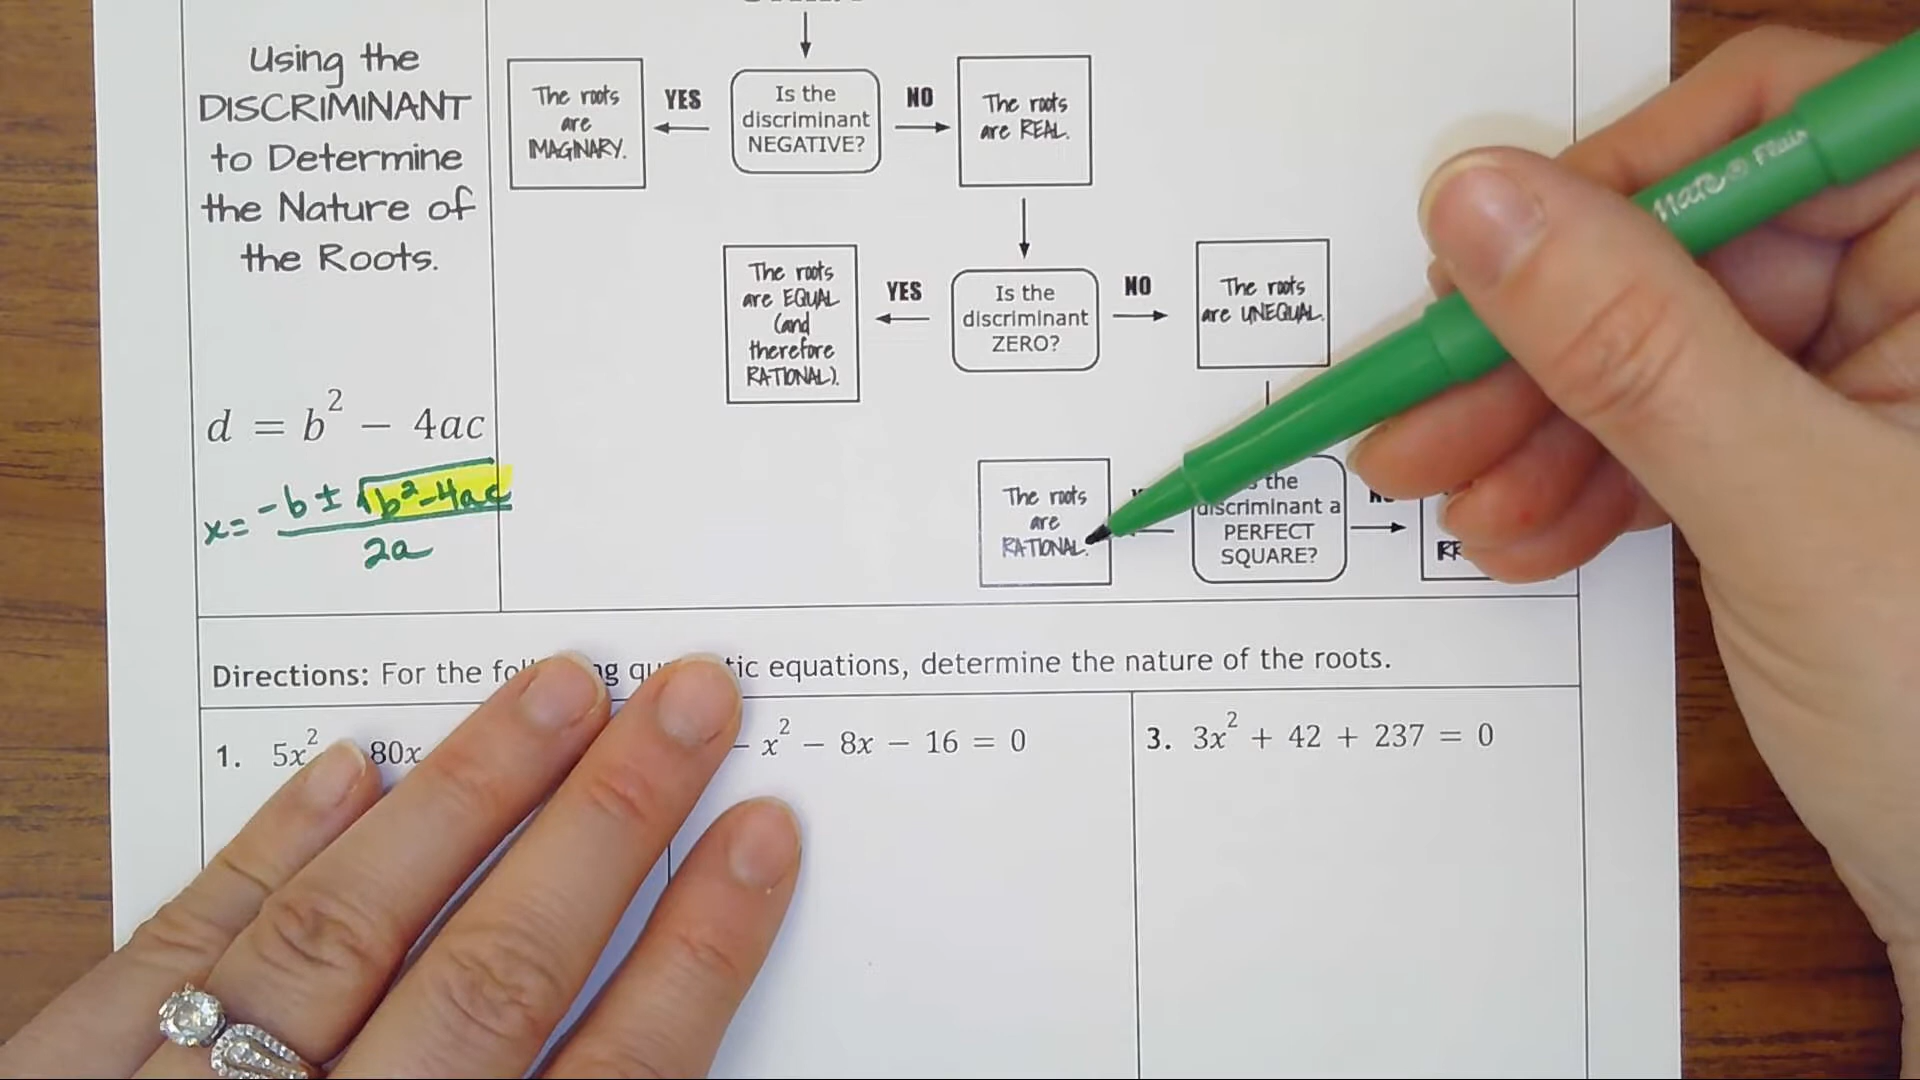 Using the
DISCRIMINANT
to Determine
the Nature of
the Roots.
d = b² − 4ac
x = -b ± √b²-4ac
2a
The roots
are
IMAGINARY.
YES
Is the
discriminant
NEGATIVE?
NO
The roots
are REAL.
The roots
are EQUAL
(and
therefore
RATIONAL).
YES
Is the
discriminant
ZERO?
NO
The roots
are UNEQUAL.
The roots
are
RATIONAL.
the
discriminant a
PERFECT
SQUARE?
Directions: For the equations, determine the nature of the roots.
1. 5x² 80x
− x² − 8x − 16 = 0
3. 3x² + 42 + 237 = 0
Mate Flair